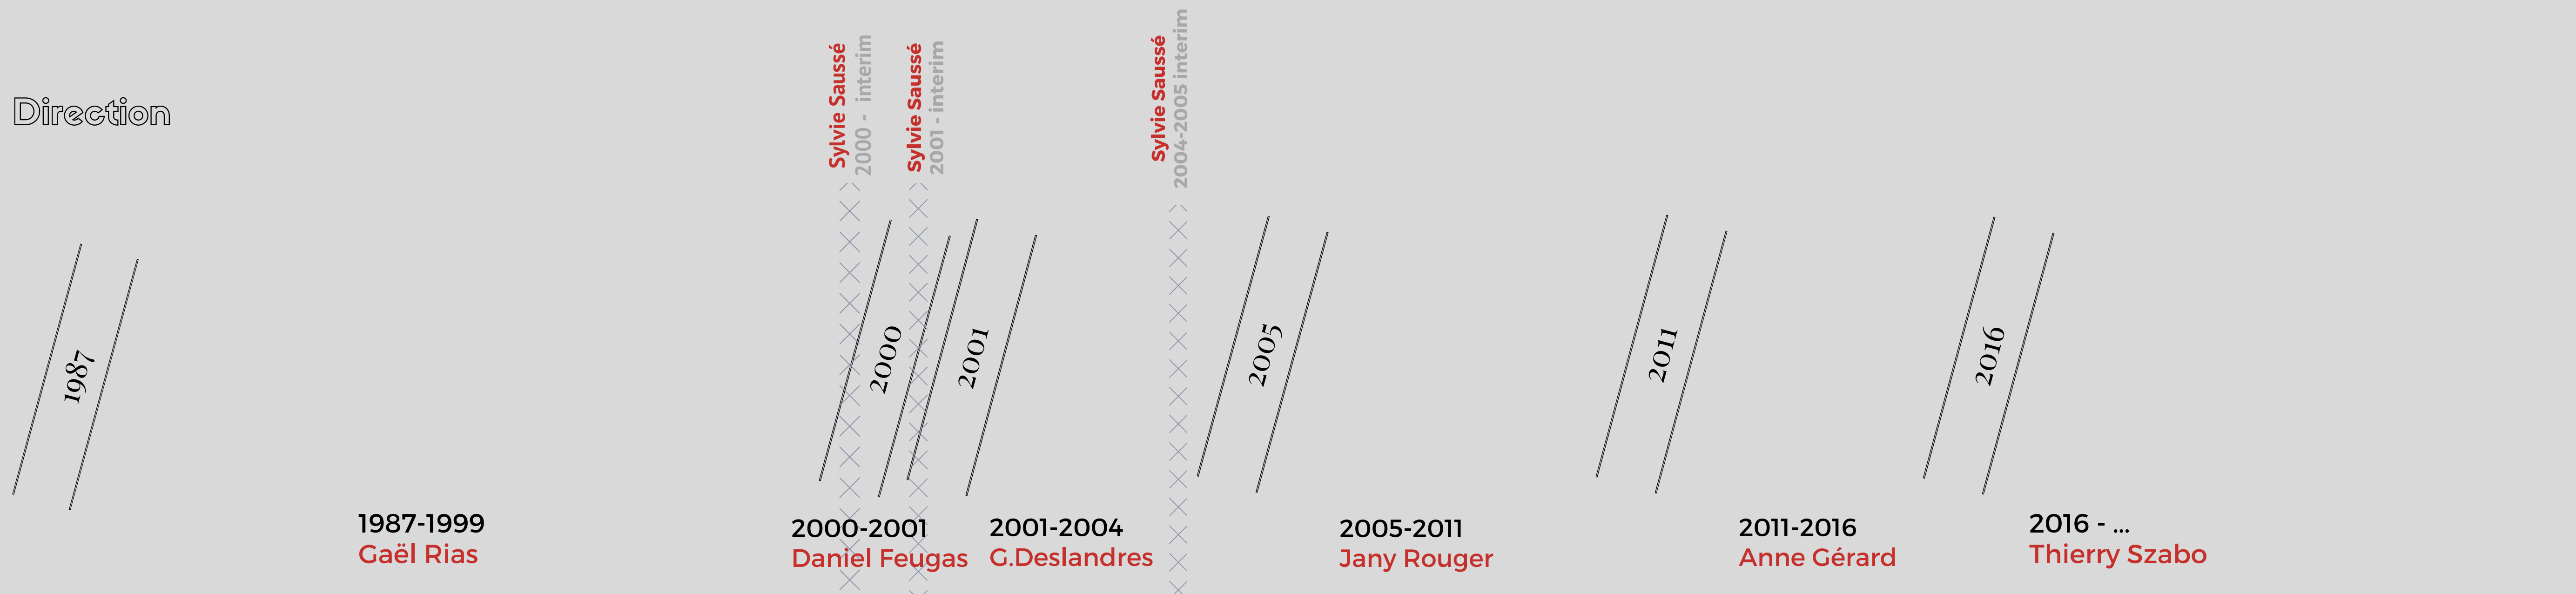 Direction
Sylvie Saussé
2000 - interim
Sylvie Saussé
2001 - interim
Sylvie Saussé
2004-2005 interim
1987
2000
2001
2005
2011
2016
1987-1999
Gaël Rias
2000-2001
Daniel Feugas
2001-2004
G.Deslandres
2005-2011
Jany Rouger
2011-2016
Anne Gérard
2016 - ...
Thierry Szabo